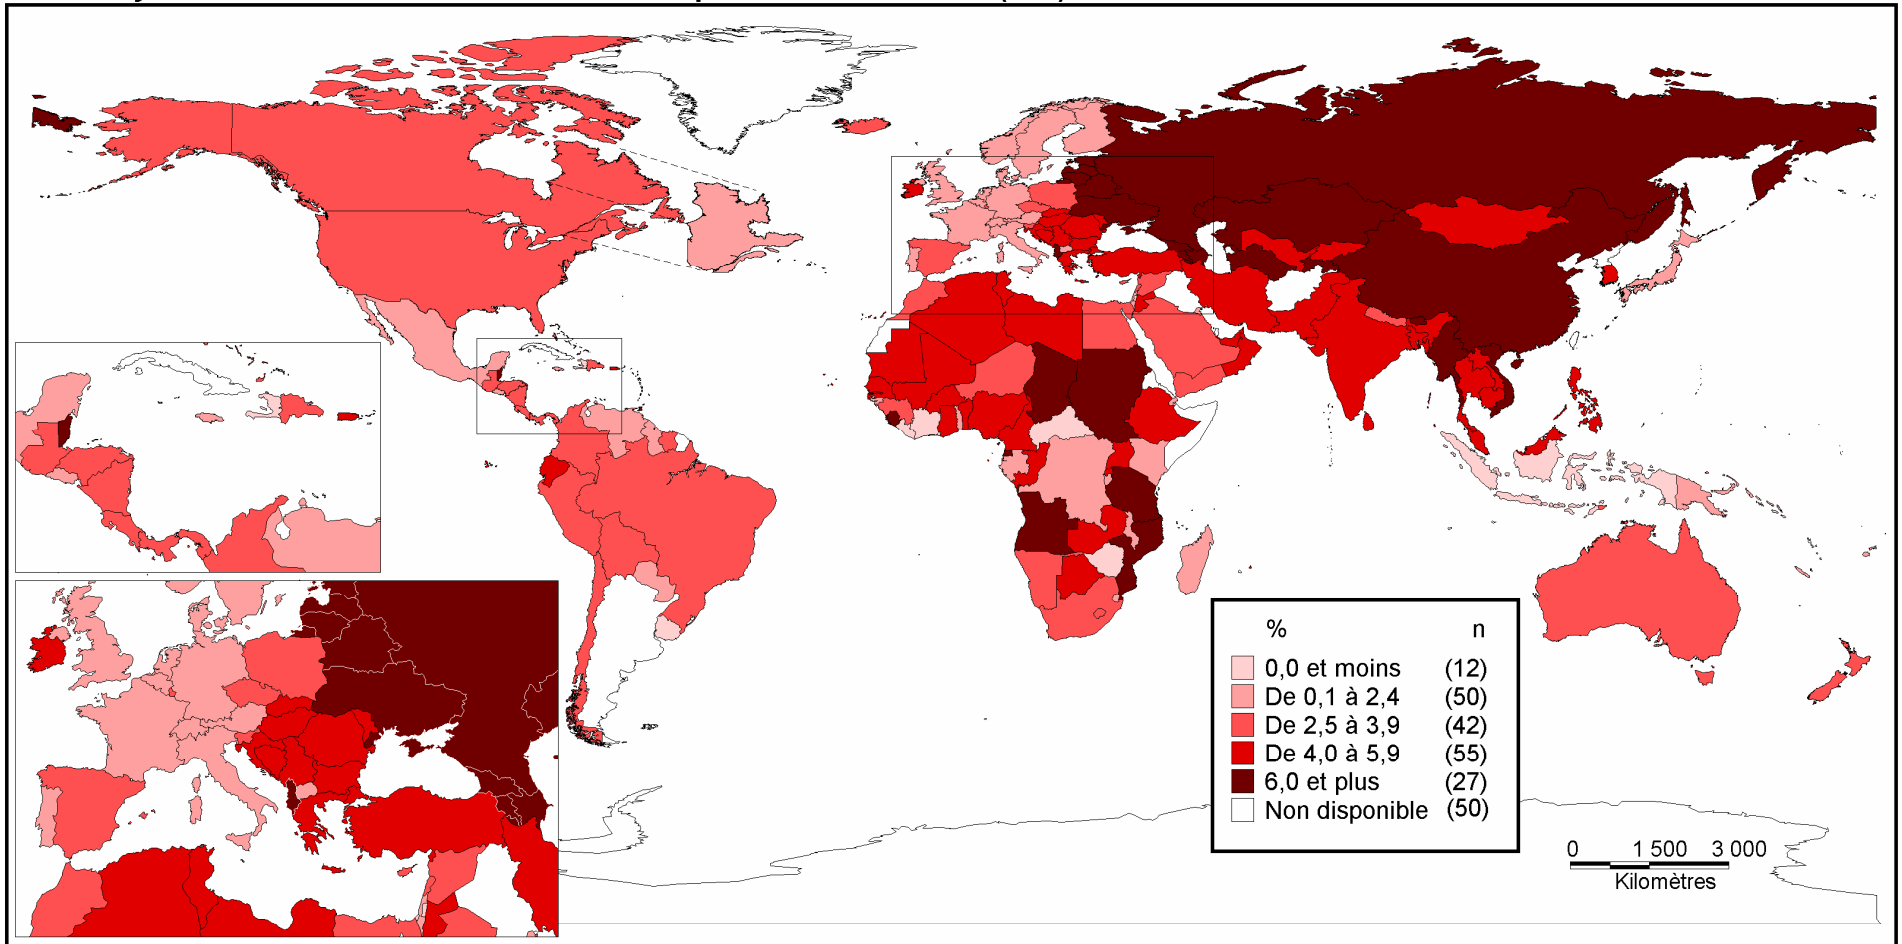 % n
0,0 et moins (12)
De 0,1 à 2,4 (50)
De 2,5 à 3,9 (42)
De 4,0 à 5,9 (55)
6,0 et plus (27)
Non disponible (50)
0 1 500 3 000
Kilomètres